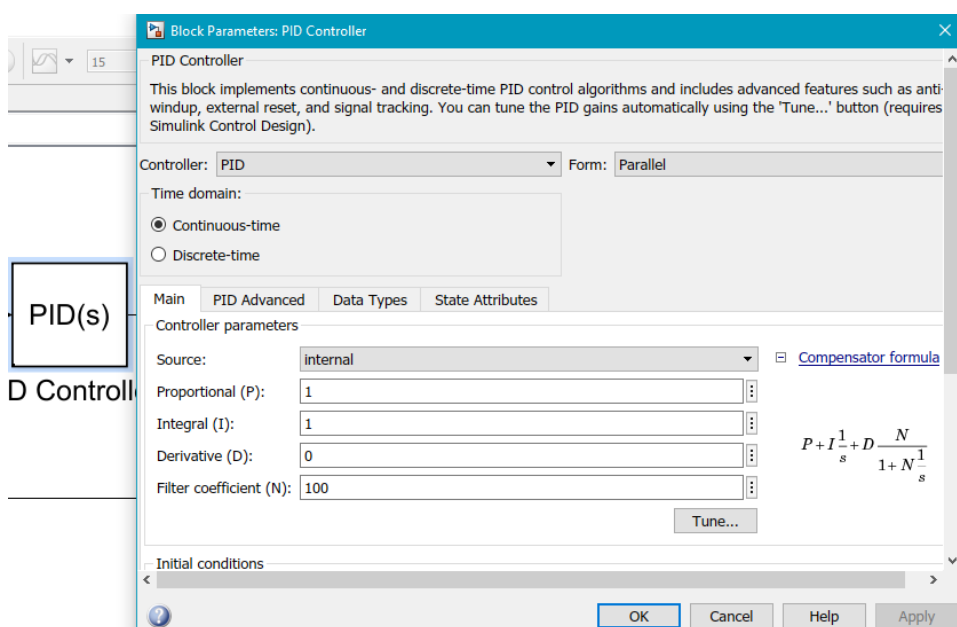 Block Parameters: PID Controller
15
PID Controller
This block implements continuous- and discrete-time PID control algorithms and includes advanced features such as anti-
windup, external reset, and signal tracking. You can tune the PID gains automatically using the 'Tune...' button (requires
Simulink Control Design).
Controller: PID Form: Parallel
Time domain:
Continuous-time
Discrete-time
PID(s)
D Controll
Main PID Advanced Data Types State Attributes
Controller parameters
Source: internal
Compensator formula
Proportional (P): 1
Integral (I): 1
Derivative (D): 0
Filter coefficient (N): 100
P + I 1/s + D N/(1 + N 1/s)
Tune...
Initial conditions
OK Cancel Help Apply